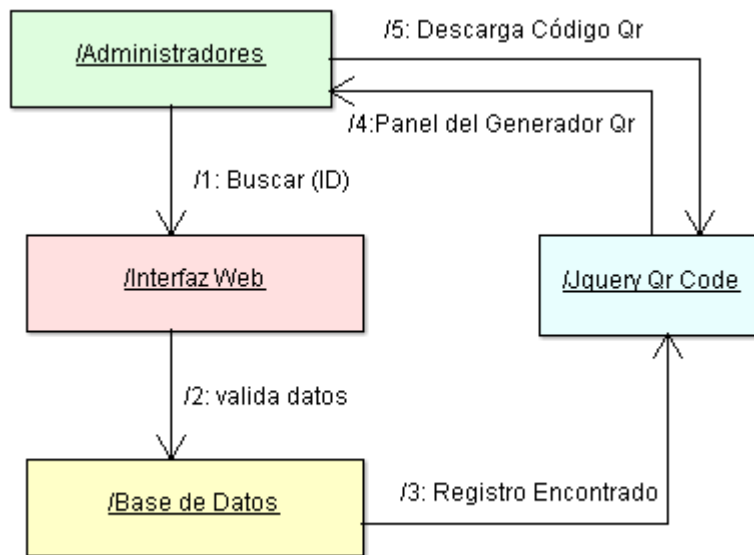 /5: Descarga Código Qr
/Administradores
/4:Panel del Generador Qr
/1: Buscar (ID)
/Interfaz Web
/Jquery Qr Code
/2: valida datos
/Base de Datos
/3: Registro Encontrado